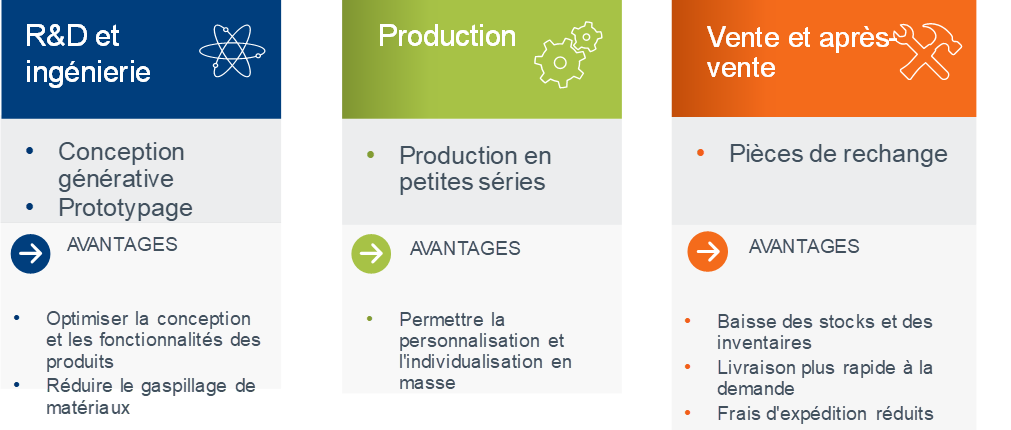 R&D et
ingénierie
• Conception
générative
• Prototypage
AVANTAGES
• Optimiser la conception
et les fonctionnalités des
produits
• Réduire le gaspillage de
matériaux
Production
• Production en
petites séries
AVANTAGES
• Permettre la
personnalisation et
l'individualisation en
masse
Vente et après-
vente
• Pièces de rechange
AVANTAGES
• Baisse des stocks et des
inventaires
• Livraison plus rapide à la
demande
• Frais d'expédition réduits